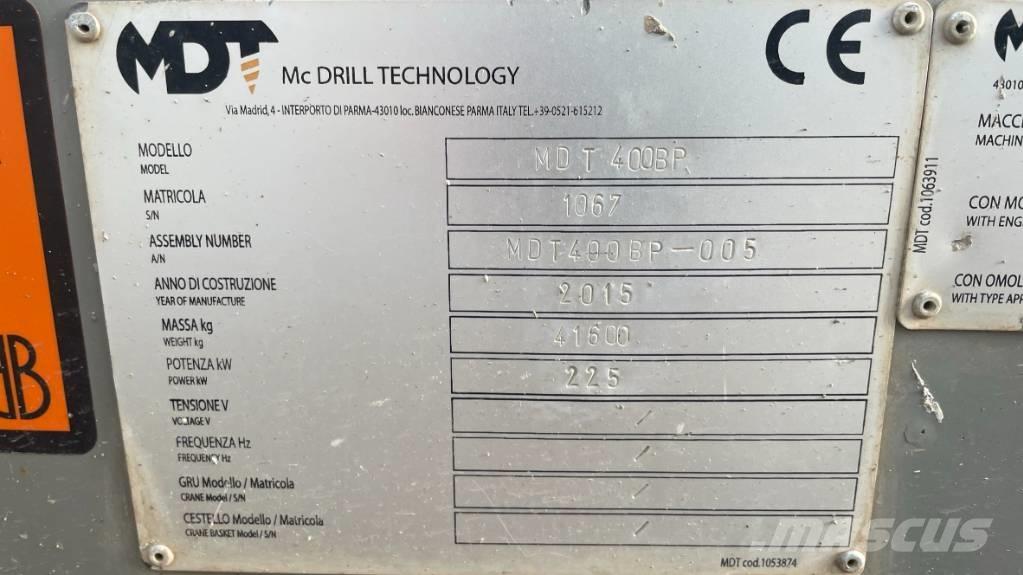 MDT
Mc DRILL TECHNOLOGY
CE
Via Madrid, 4 - INTERPORTO DI PARMA-43010 loc. BIANCONESE PARMA ITALY TEL.+39-0521-615212
MODELLO
MODEL
MDT 400BP
MATRICOLA
S/N
1067
ASSEMBLY NUMBER
A/N
MDT400BP-005
ANNO DI COSTRUZIONE
YEAR OF MANUFACTURE
2015
MASSA kg
WEIGHT kg
41600
POTENZA kW
POWER kW
225
TENSIONE V
VOLTAGE V
/
FREQUENZA Hz
FREQUENCY Hz
/
GRU Modello / Matricola
CRANE Model / S/N
/
CESTELLO Modello / Matricola
CRANE BASKET Model / S/N
/
MDT cod.1053874
MDT cod.1063911
43010
MACCH
MACHIN
CON MO
WITH ENG
CON OMOL
WITH TYPE APP
B
MASCUS